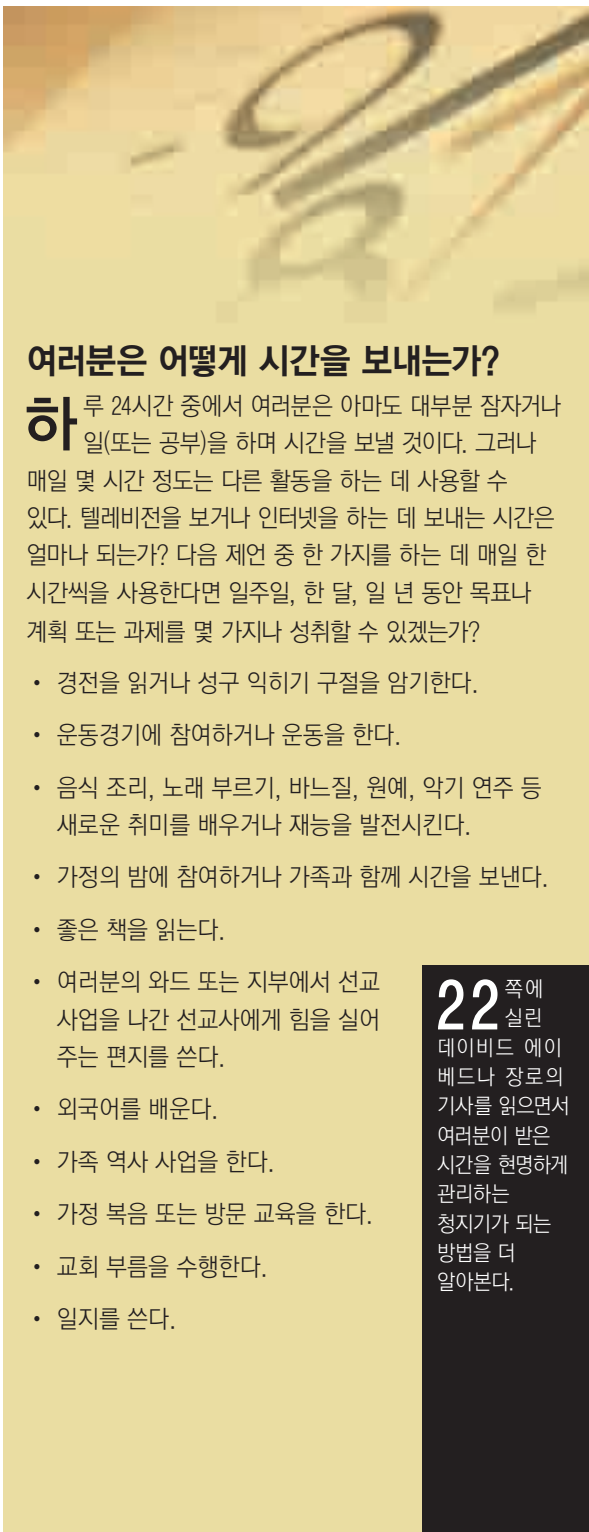 여러분은 어떻게 시간을 보내는가?
하루 24시간 중에서 여러분은 아마도 대부분 잠자거나
일(또는 공부)을 하며 시간을 보낼 것이다. 그러나
매일 몇 시간 정도는 다른 활동을 하는 데 사용할 수
있다. 텔레비전을 보거나 인터넷을 하는 데 보내는 시간은
얼마나 되는가? 다음 제언 중 한 가지를 하는 데 매일 한
시간씩을 사용한다면 일주일, 한 달, 일 년 동안 목표나
계획 또는 과제를 몇 가지나 성취할 수 있겠는가?
• 경전을 읽거나 성구 익히기 구절을 암기한다.
• 운동경기에 참여하거나 운동을 한다.
• 음식 조리, 노래 부르기, 바느질, 원예, 악기 연주 등
새로운 취미를 배우거나 재능을 발전시킨다.
• 가정의 밤에 참여하거나 가족과 함께 시간을 보낸다.
• 좋은 책을 읽는다.
• 여러분의 와드 또는 지부에서 선교
사업을 나간 선교사에게 힘을 실어
주는 편지를 쓴다.
• 외국어를 배운다.
• 가족 역사 사업을 한다.
• 가정 복음 또는 방문 교육을 한다.
• 교회 부름을 수행한다.
• 일지를 쓴다.
22쪽에
실린
데이비드 에이
베드나 장로의
기사를 읽으면서
여러분이 받은
시간을 현명하게
관리하는
청지기가 되는
방법을 더
알아본다.